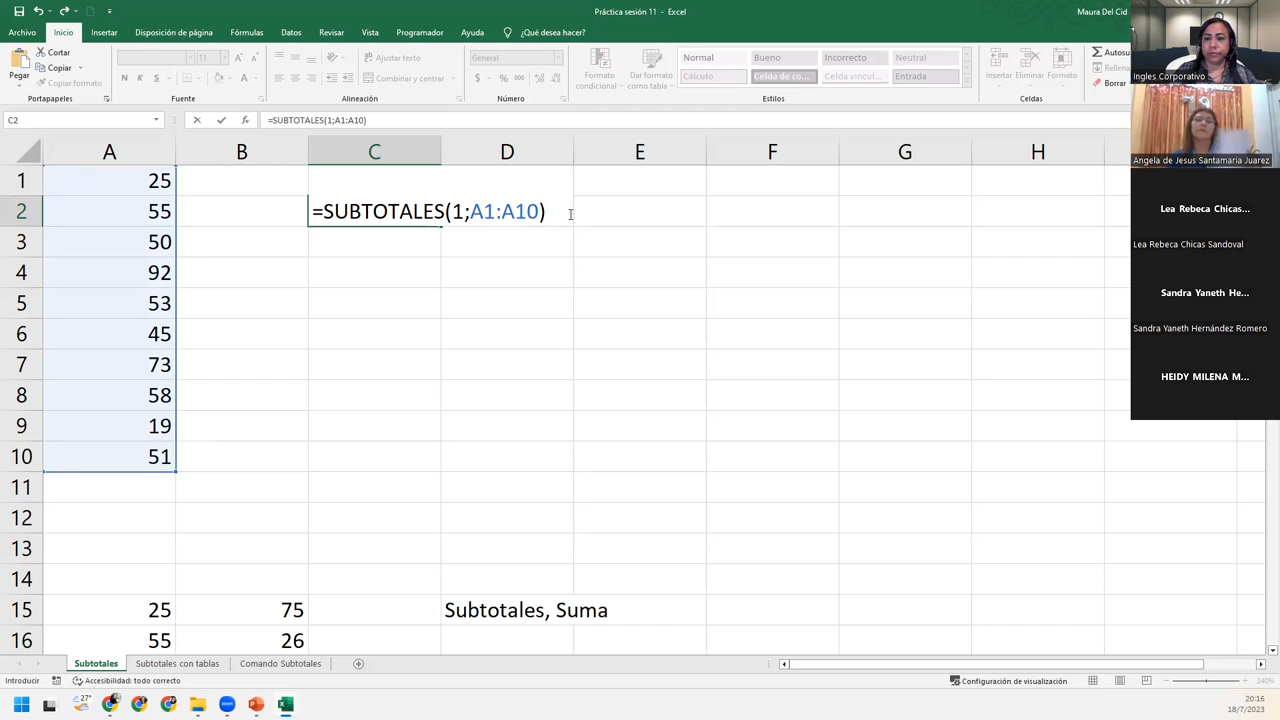 Práctica sesión 11 - Excel
Maura Del Cid
Archivo Inicio Insertar Disposición de página Fórmulas Datos Revisar Vista Programador Ayuda ¿Qué desea hacer?
Pegar
Cortar
Copiar
Copiar formato
11
N K S
Ajustar texto
Combinar y centrar
General
Formato condicional
Dar formato como tabla
Normal Bueno Incorrecto Neutral
Cálculo Celda de co... Celda vincul... Entrada
Insertar Eliminar Formato
Autosu
Rellena
Borrar
Portapapeles Fuente Alineación Número Estilos Celdas
C2
fx
=SUBTOTALES(1;A1:A10)
A B C D E F G H
1 25
2 55 =SUBTOTALES(1;A1:A10)
3 50
4 92
5 53
6 45
7 73
8 58
9 19
10 51
11
12
13
14
15 25 75 Subtotales, Suma
16 55 26
Subtotales Subtotales con tablas Comando Subtotales
Introducir
Accesibilidad: todo correcto
Configuración de visualización
240%
27°
20:16
18/7/2023
Ingles Corporativo
Angela de Jesus Santamaria Juarez
Lea Rebeca Chicas...
Lea Rebeca Chicas Sandoval
Sandra Yaneth He...
Sandra Yaneth Hernández Romero
HEIDY MILENA M...